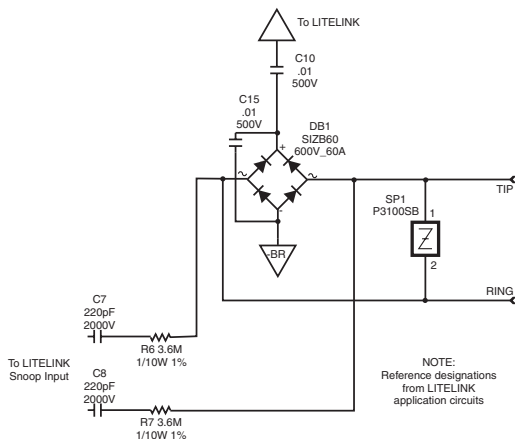 To LITELINK
C10
.01
500V
C15
.01
500V
DB1
SIZB60
600V_60A
+
~
~
-
TIP
SP1
P3100SB
1
2
-BR
RING
C7
220pF
2000V
To LITELINK
Snoop Input
R6 3.6M
1/10W 1%
C8
220pF
2000V
R7 3.6M
1/10W 1%
NOTE:
Reference designations
from LITELINK
application circuits